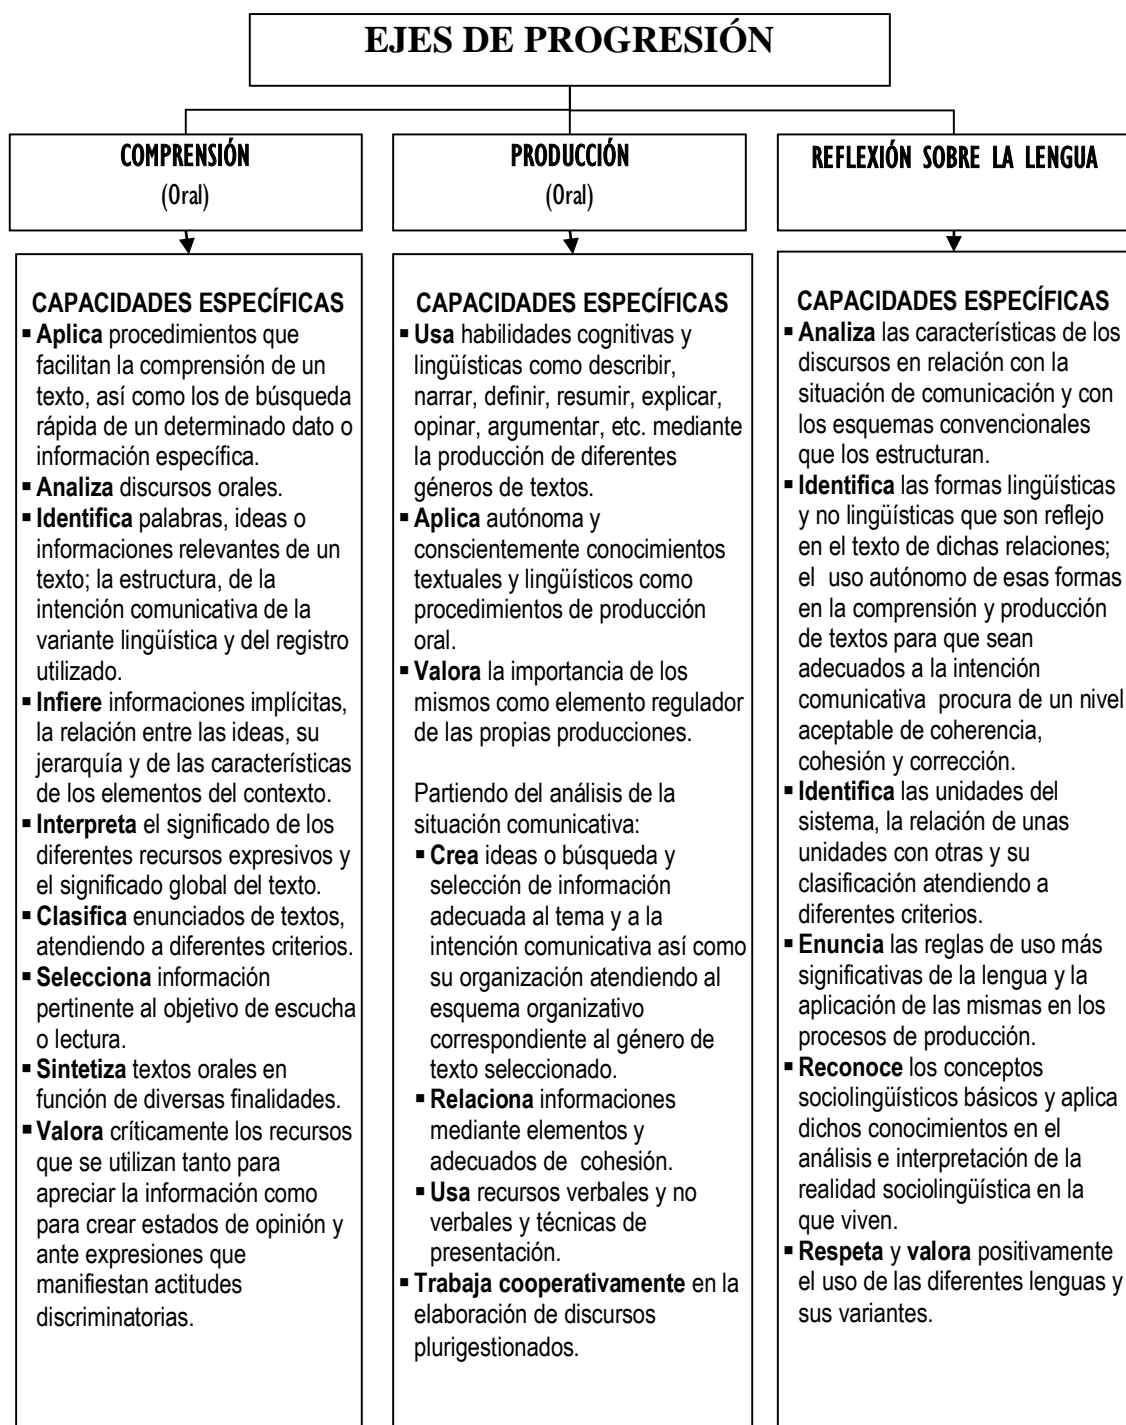 EJES DE PROGRESIÓN
COMPRENSIÓN
(Oral)
CAPACIDADES ESPECÍFICAS
▪ Aplica procedimientos que
facilitan la comprensión de un
texto, así como los de búsqueda
rápida de un determinado dato o
información específica.
▪ Analiza discursos orales.
▪ Identifica palabras, ideas o
informaciones relevantes de un
texto; la estructura, de la
intención comunicativa de la
variante lingüística y del registro
utilizado.
▪ Infiere informaciones implícitas,
la relación entre las ideas, su
jerarquía y de las características
de los elementos del contexto.
▪ Interpreta el significado de los
diferentes recursos expresivos y
el significado global del texto.
▪ Clasifica enunciados de textos,
atendiendo a diferentes criterios.
▪ Selecciona información
pertinente al objetivo de escucha
o lectura.
▪ Sintetiza textos orales en
función de diversas finalidades.
▪ Valora críticamente los recursos
que se utilizan tanto para
apreciar la información como
para crear estados de opinión y
ante expresiones que
manifiestan actitudes
discriminatorias.
PRODUCCIÓN
(Oral)
CAPACIDADES ESPECÍFICAS
▪ Usa habilidades cognitivas y
lingüísticas como describir,
narrar, definir, resumir, explicar,
opinar, argumentar, etc. mediante
la producción de diferentes
géneros de textos.
▪ Aplica autónoma y
conscientemente conocimientos
textuales y lingüísticos como
procedimientos de producción
oral.
▪ Valora la importancia de los
mismos como elemento regulador
de las propias producciones.
Partiendo del análisis de la
situación comunicativa:
▪ Crea ideas o búsqueda y
selección de información
adecuada al tema y a la
intención comunicativa así como
su organización atendiendo al
esquema organizativo
correspondiente al género de
texto seleccionado.
▪ Relaciona informaciones
mediante elementos y
adecuados de cohesión.
▪ Usa recursos verbales y no
verbales y técnicas de
presentación.
▪ Trabaja cooperativamente en la
elaboración de discursos
plurigestionados.
REFLEXIÓN SOBRE LA LENGUA
CAPACIDADES ESPECÍFICAS
▪ Analiza las características de los
discursos en relación con la
situación de comunicación y con
los esquemas convencionales
que los estructuran.
▪ Identifica las formas lingüísticas
y no lingüísticas que son reflejo
en el texto de dichas relaciones;
el uso autónomo de esas formas
en la comprensión y producción
de textos para que sean
adecuados a la intención
comunicativa procura de un nivel
aceptable de coherencia,
cohesión y corrección.
▪ Identifica las unidades del
sistema, la relación de unas
unidades con otras y su
clasificación atendiendo a
diferentes criterios.
▪ Enuncia las reglas de uso más
significativas de la lengua y la
aplicación de las mismas en los
procesos de producción.
▪ Reconoce los conceptos
sociolingüísticos básicos y aplica
dichos conocimientos en el
análisis e interpretación de la
realidad sociolingüística en la
que viven.
▪ Respeta y valora positivamente
el uso de las diferentes lenguas y
sus variantes.